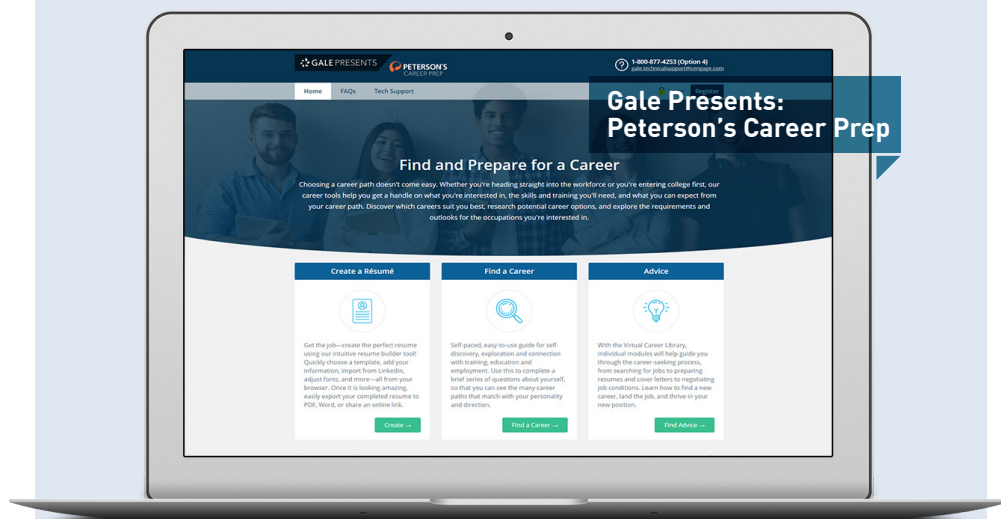 GALE PRESENTS
PETERSON'S
CAREER PREP
1-800-877-4253 (Option 4)
gale.technicalsupport@cengage.com
Home FAQs Tech Support
Register
Gale Presents:
Peterson's Career Prep
Find and Prepare for a Career
Choosing a career path doesn't come easy. Whether you're heading straight into the workforce or you're entering college first, our
career tools help you get a handle on what you're interested in, the skills and training you'll need, and what you can expect from
your career path. Discover which careers suit you best, research potential career options, and explore the requirements and
outlooks for the occupations you're interested in.
Create a Résumé
Get the job—create the perfect resume
using our intuitive resume builder tool!
Quickly choose a template, add your
information, import from LinkedIn,
adjust fonts, and more—all from your
browser. Once it is looking amazing,
easily export your completed resume to
PDF, Word, or share an online link.
Create →
Find a Career
Self-paced, easy-to-use guide for self-
discovery, exploration and connection
with training, education and
employment. Use this to complete a
brief series of questions about yourself,
so that you can see the many career
paths that match with your personality
and direction.
Find a Career →
Advice
With the Virtual Career Library,
individual modules will help guide you
through the career-seeking process,
from searching for jobs to preparing
resumes and cover letters to negotiating
job conditions. Learn how to find a new
career, land the job, and thrive in your
new position.
Find Advice →